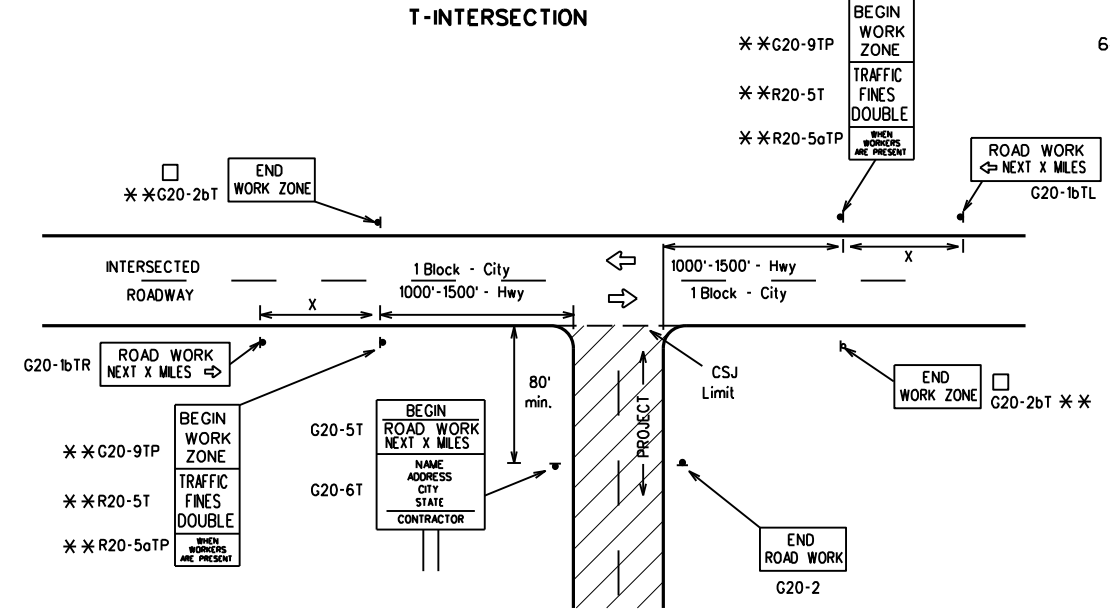 T-INTERSECTION
BEGIN
WORK
ZONE
TRAFFIC
FINES
DOUBLE
WHEN
WORKERS
ARE PRESENT
**G20-9TP
**R20-5T
**R20-5aTP
6
ROAD WORK
⇦ NEXT X MILES
G20-1bTL
□
**G20-2bT
END
WORK ZONE
INTERSECTED
ROADWAY
1 Block - City
1000'-1500' - Hwy
1000'-1500' - Hwy
1 Block - City
X
X
G20-1bTR
ROAD WORK
NEXT X MILES ⇨
80'
min.
CSJ
Limit
PROJECT
END
WORK ZONE
□
G20-2bT **
BEGIN
WORK
ZONE
TRAFFIC
FINES
DOUBLE
WHEN
WORKERS
ARE PRESENT
**G20-9TP
**R20-5T
**R20-5aTP
G20-5T
BEGIN
ROAD WORK
NEXT X MILES
G20-6T
NAME
ADDRESS
CITY
STATE
CONTRACTOR
END
ROAD WORK
G20-2